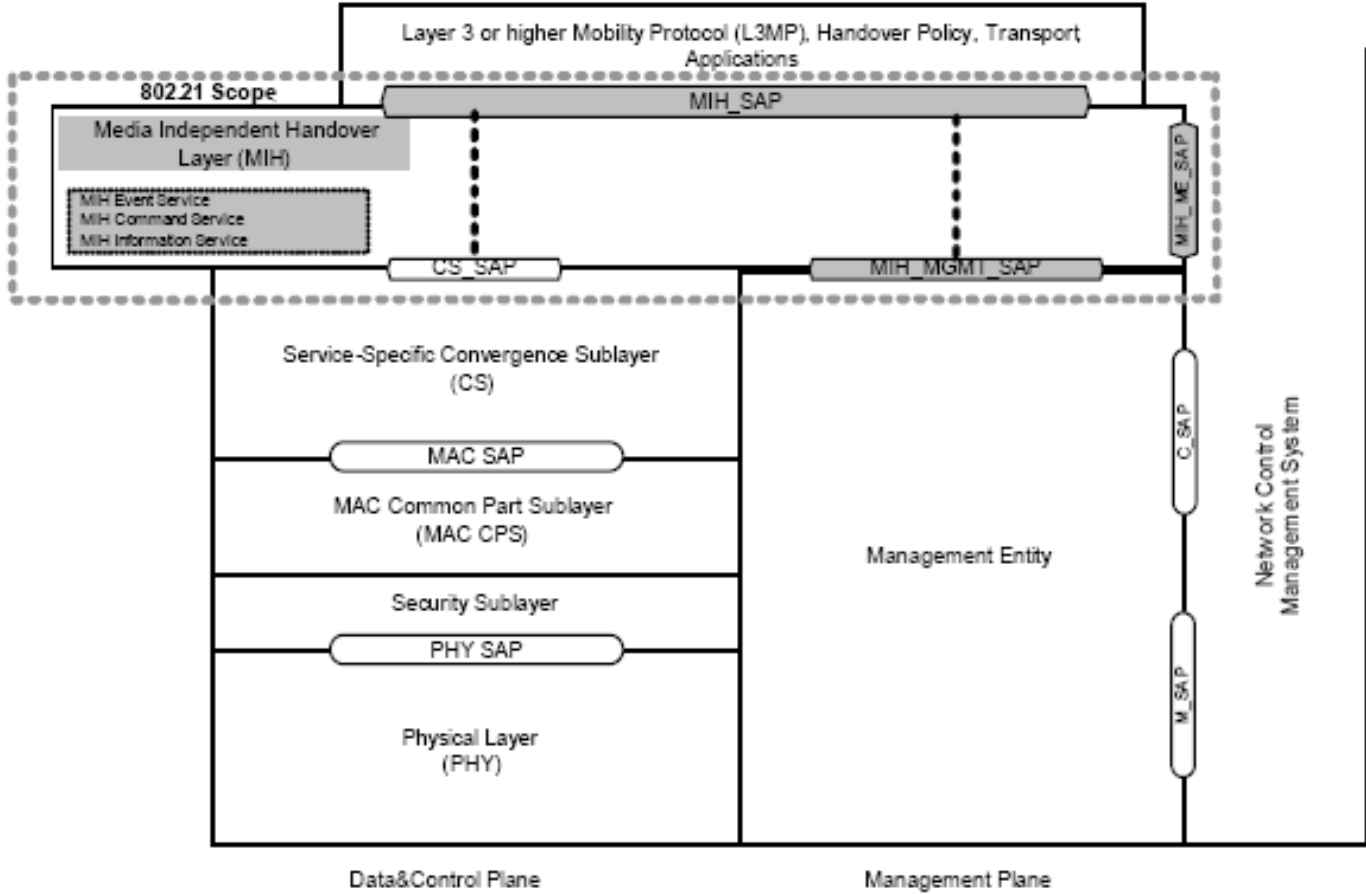 Layer 3 or higher Mobility Protocol (L3MP), Handover Policy, Transport,
Applications
802.21 Scope
MIH_SAP
Media Independent Handover
Layer (MIH)
MIH_ME_SAP
MIH Event Service
MIH Command Service
MIH Information Service
CS_SAP
MIH_MGMT_SAP
Service-Specific Convergence Sublayer
(CS)
C_SAP
MAC SAP
Network Control
Management System
MAC Common Part Sublayer
(MAC CPS)
Management Entity
Security Sublayer
PHY SAP
M_SAP
Physical Layer
(PHY)
Data&Control Plane
Management Plane